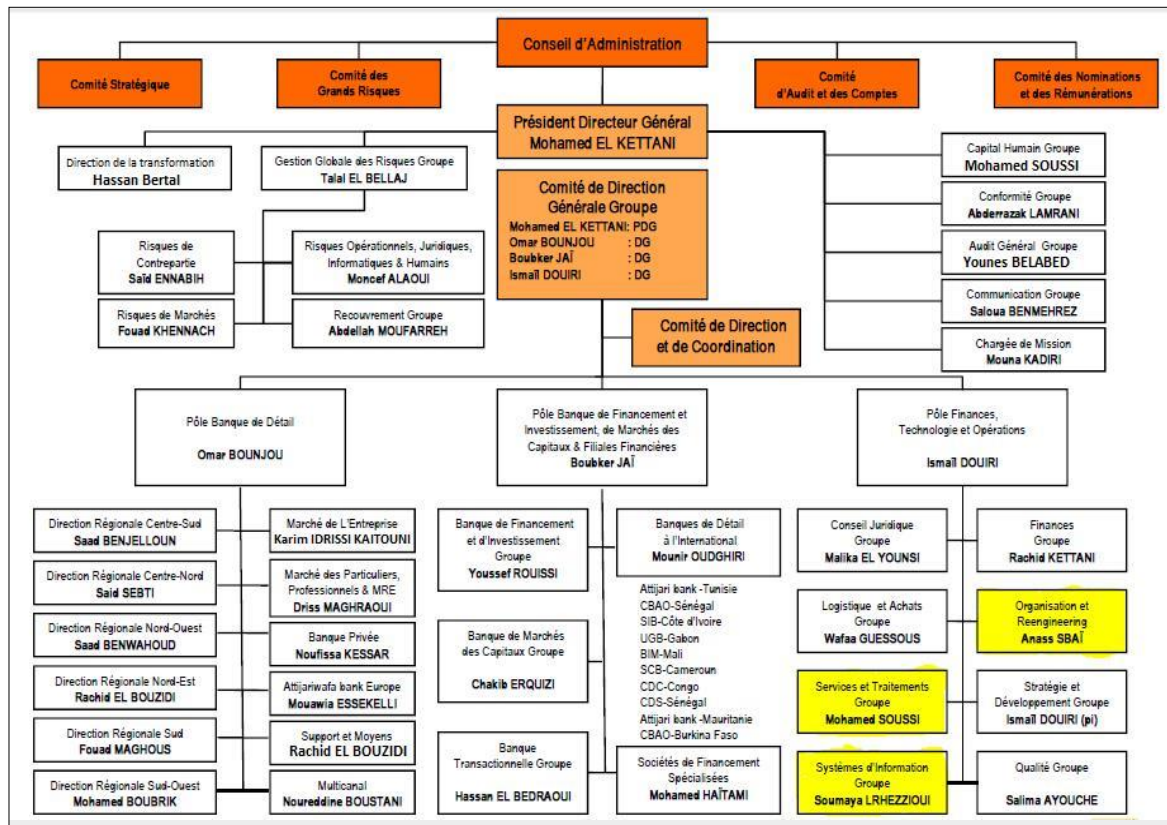 Conseil d'Administration
Comité Stratégique
Comité des
Grands Risques
Comité
d'Audit et des Comptes
Comité des Nominations
et des Rémunérations
Président Directeur Général
Mohamed EL KETTANI
Direction de la transformation
Hassan Bertal
Gestion Globale des Risques Groupe
Talal EL BELLAJ
Risques de
Contrepartie
Saïd ENNABIH
Risques Opérationnels, Juridiques,
Informatiques & Humains
Moncef ALAOUI
Risques de Marchés
Fouad KHENNACH
Recouvrement Groupe
Abdellah MOUFARREH
Comité de Direction
Générale Groupe
Mohamed EL KETTANI: PDG
Omar BOUNJOU : DG
Boubker JAÏ : DG
Ismaïl DOUIRI : DG
Comité de Direction
et de Coordination
Capital Humain Groupe
Mohamed SOUSSI
Conformité Groupe
Abderrazak LAMRANI
Audit Général Groupe
Younes BELABED
Communication Groupe
Saloua BENMEHREZ
Chargée de Mission
Mouna KADIRI
Pôle Banque de Détail
Omar BOUNJOU
Pôle Banque de Financement et
Investissement, de Marchés des
Capitaux & Filiales Financières
Boubker JAÏ
Pôle Finances,
Technologie et Opérations
Ismaïl DOUIRI
Direction Régionale Centre-Sud
Saad BENJELLOUN
Direction Régionale Centre-Nord
Said SEBTI
Direction Régionale Nord-Ouest
Saad BENWAHOUD
Direction Régionale Nord-Est
Rachid EL BOUZIDI
Direction Régionale Sud
Fouad MAGHOUS
Direction Régionale Sud-Ouest
Mohamed BOUBRIK
Marché de L'Entreprise
Karim IDRISSI KAITOUNI
Marché des Particuliers,
Professionnels & MRE
Driss MAGHRAOUI
Banque Privée
Noufissa KESSAR
Attijariwafa bank Europe
Mouawia ESSEKELLI
Support et Moyens
Rachid EL BOUZIDI
Multicanal
Noureddine BOUSTANI
Banque de Financement
et d'Investissement
Groupe
Youssef ROUISSI
Banque de Marchés
des Capitaux Groupe
Chakib ERQUIZI
Banque
Transactionnelle Groupe
Hassan EL BEDRAOUI
Banques de Détail
à l'International
Mounir OUDGHIRI
Attijari bank -Tunisie
CBAO-Sénégal
SIB-Côte d'Ivoire
UGB-Gabon
BIM-Mali
SCB-Cameroun
CDC-Congo
CDS-Sénégal
Attijari bank -Mauritanie
CBAO-Burkina Faso
Sociétés de Financement
Spécialisées
Mohamed HAÏTAMI
Conseil Juridique
Groupe
Malika EL YOUNSI
Logistique et Achats
Groupe
Wafaa GUESSOUS
Services et Traitements
Groupe
Mohamed SOUSSI
Systèmes d'Information
Groupe
Soumaya LRHEZZIOUI
Finances
Groupe
Rachid KETTANI
Organisation et
Reengineering
Anass SBAÏ
Stratégie et
Développement Groupe
Ismaïl DOUIRI (pi)
Qualité Groupe
Salima AYOUCHE